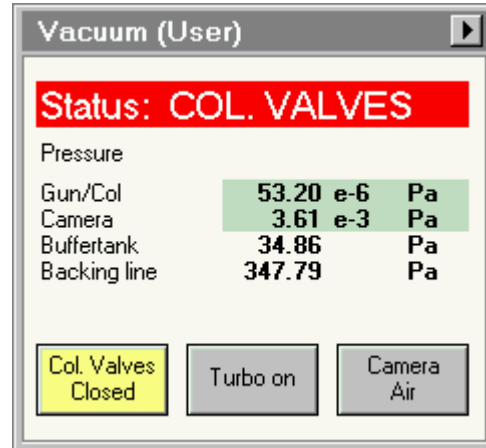 Vacuum (User)
Status: COL. VALVES
Pressure
Gun/Col 53.20 e-6 Pa
Camera 3.61 e-3 Pa
Buffertank 34.86 Pa
Backing line 347.79 Pa
Col. Valves
Closed
Turbo on
Camera
Air